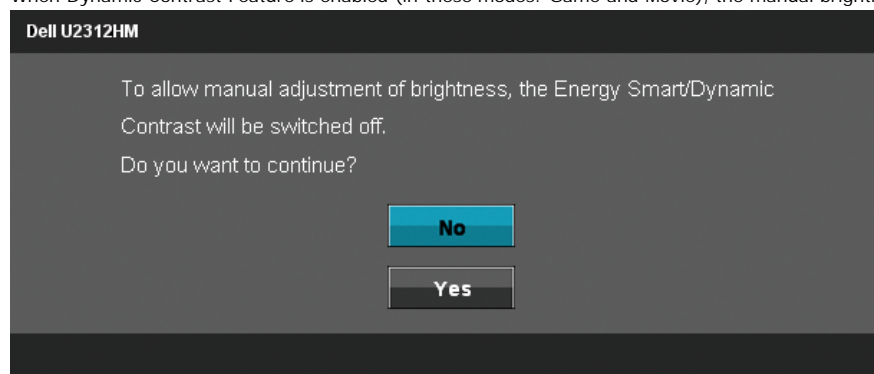 When Dynamic Contrast Feature is enabled (in these modes: Game and Movie), the manual
Dell U2312HM
To allow manual adjustment of brightness, the Energy Smart/Dynamic
Contrast will be switched off.
Do you want to continue?
No
Yes